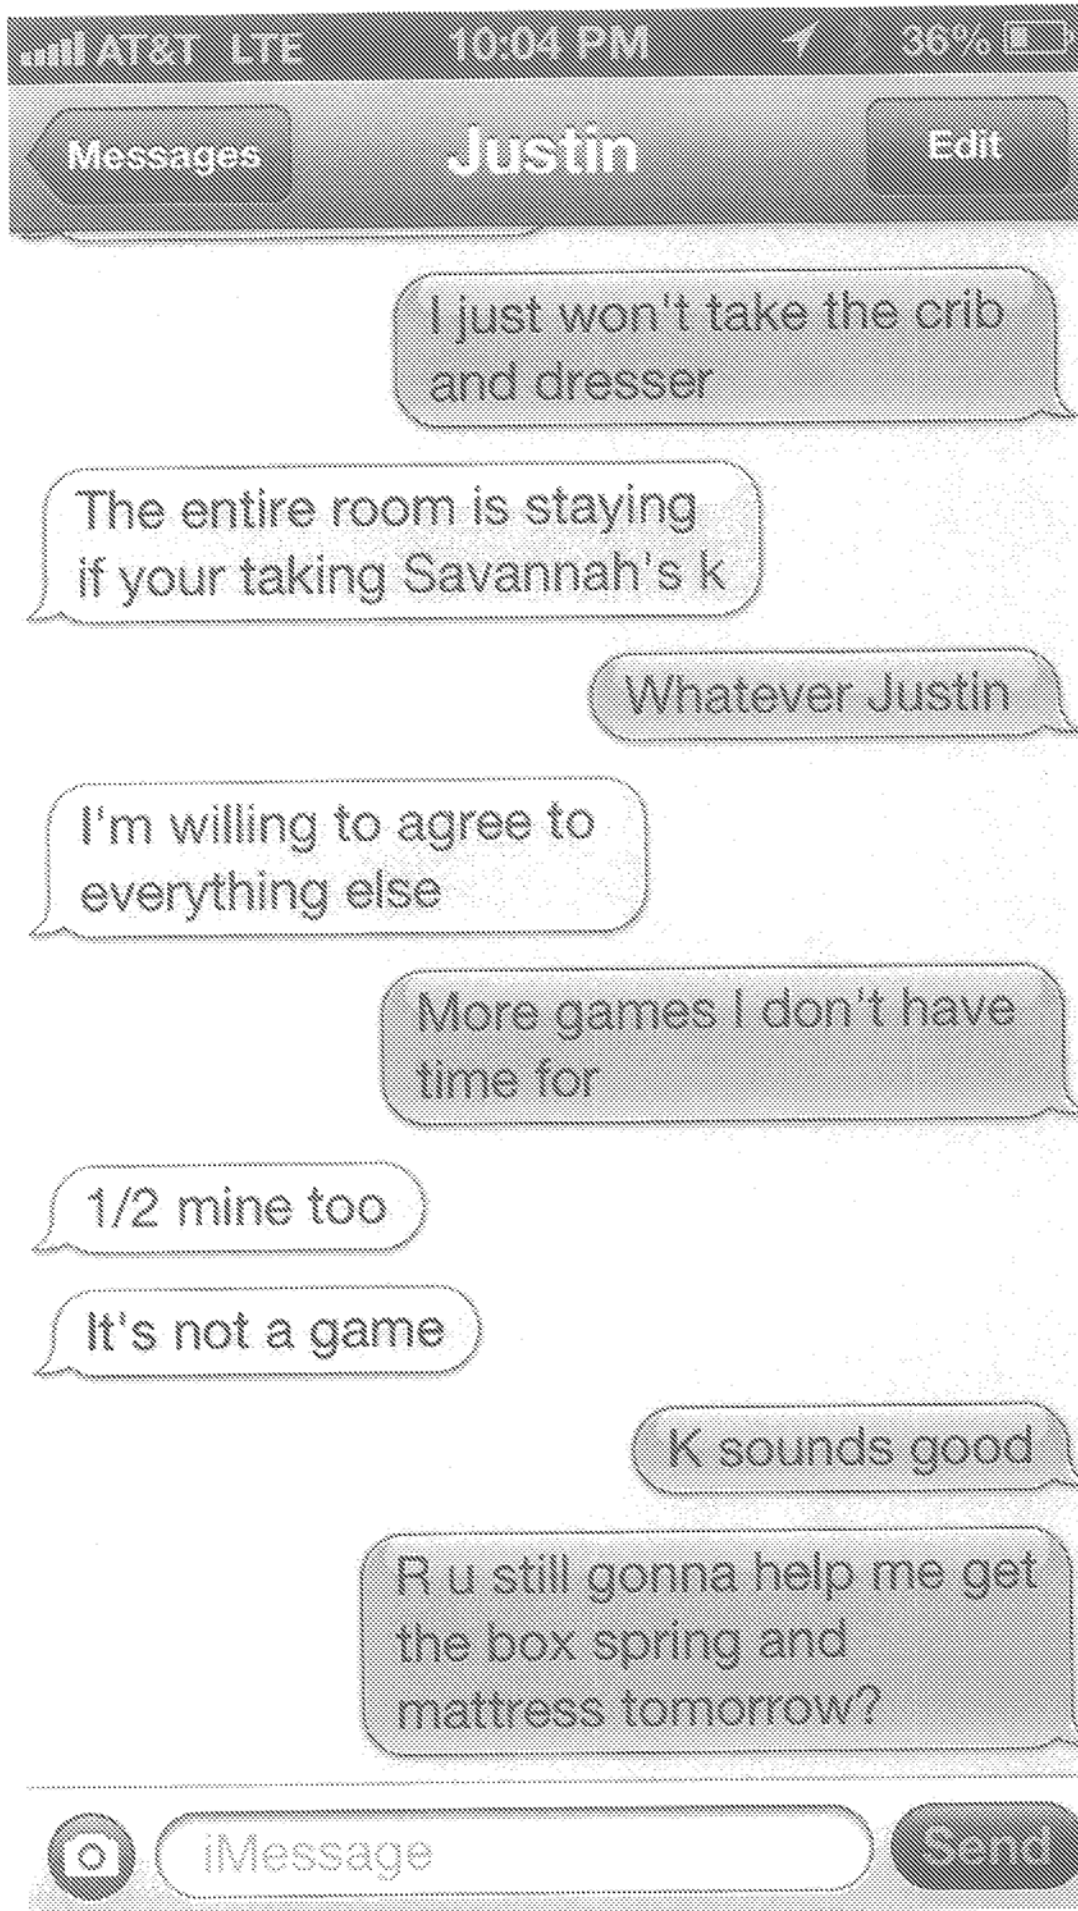 AT&T LTE 10:04 PM 36%
Messages Justin Edit
I just won't take the crib
and dresser
The entire room is staying
if your taking Savannah's k
Whatever Justin
I'm willing to agree to
everything else
More games I don't have
time for
1/2 mine too
It's not a game
K sounds good
R u still gonna help me get
the box spring and
mattress tomorrow?
iMessage Send